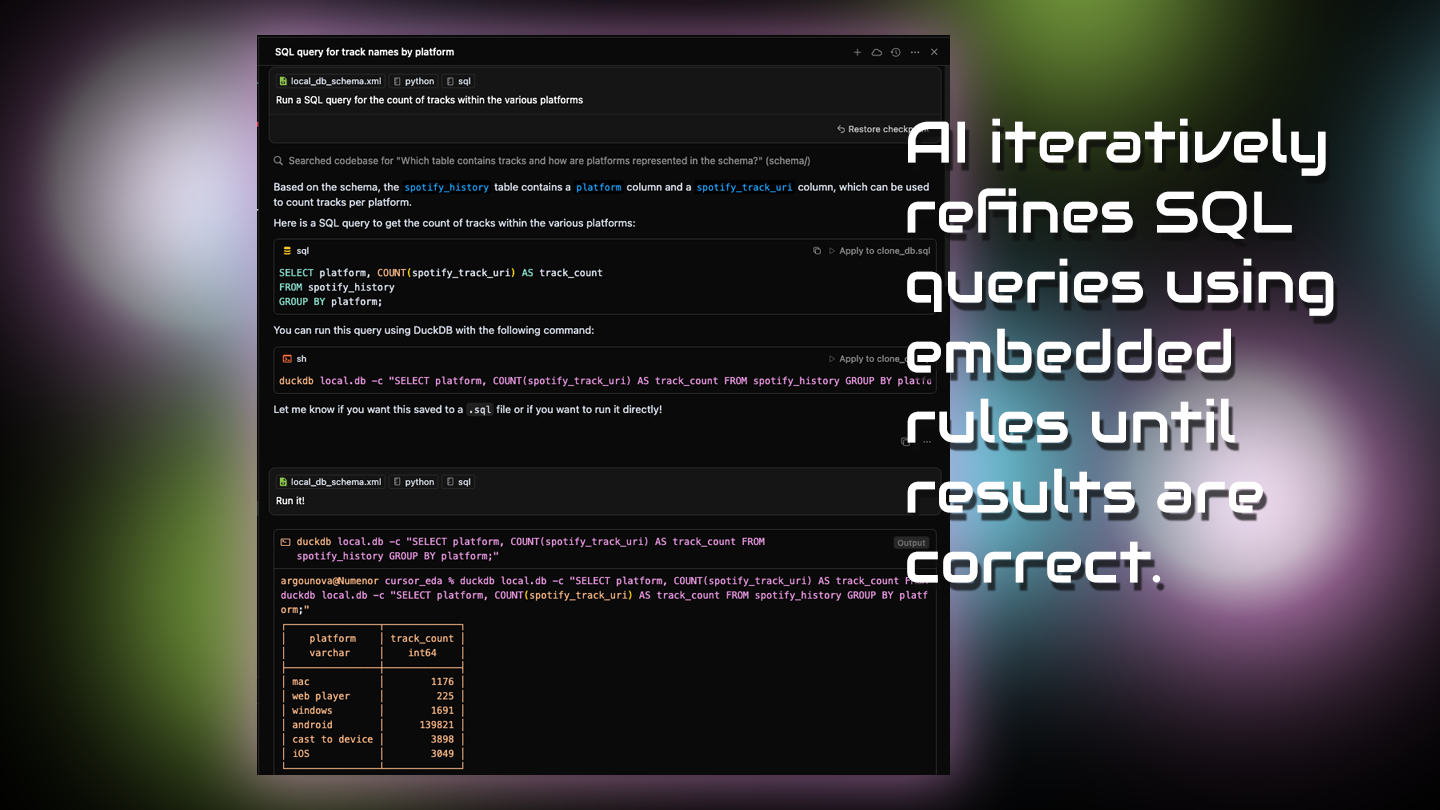 SQL query for track names by platform
local_db_schema.xml python sql
Run a SQL query for the count of tracks within the various platforms
Restore
Searched codebase for "Which table contains tracks and how are platforms represented in the schema?" (schema/)
Based on the schema, the spotify_history table contains a platform column and a spotify_track_uri column, which can be used
to count tracks per platform.
Here is a SQL query to get the count of tracks within the various platforms:
sql Apply to clone_db.sql
SELECT platform, COUNT(spotify_track_uri) AS track_count
FROM spotify_history
GROUP BY platform;
You can run this query using DuckDB with the following command:
sh Apply to
duckdb local.db -c "SELECT platform, COUNT(spotify_track_uri) AS track_count FROM spotify_history GROUP BY
Let me know if you want this saved to a .sql file or if you want to run it directly!
local_db_schema.xml python sql
Run it!
duckdb local.db -c "SELECT platform, COUNT(spotify_track_uri) AS track_count FROM
spotify_history GROUP BY platform;"
Output
argounova@Numenor cursor_eda % duckdb local.db -c "SELECT platform, COUNT(spotify_track_uri) AS track_count
duckdb local.db -c "SELECT platform, COUNT(spotify_track_uri) AS track_count FROM spotify_history GROUP BY platf
orm;"
platform track_count
varchar int64
mac 1176
web player 225
windows 1691
android 139821
cast to device 3898
iOS 3049
AI iteratively
refines SQL
queries using
embedded
rules until
results are
correct.